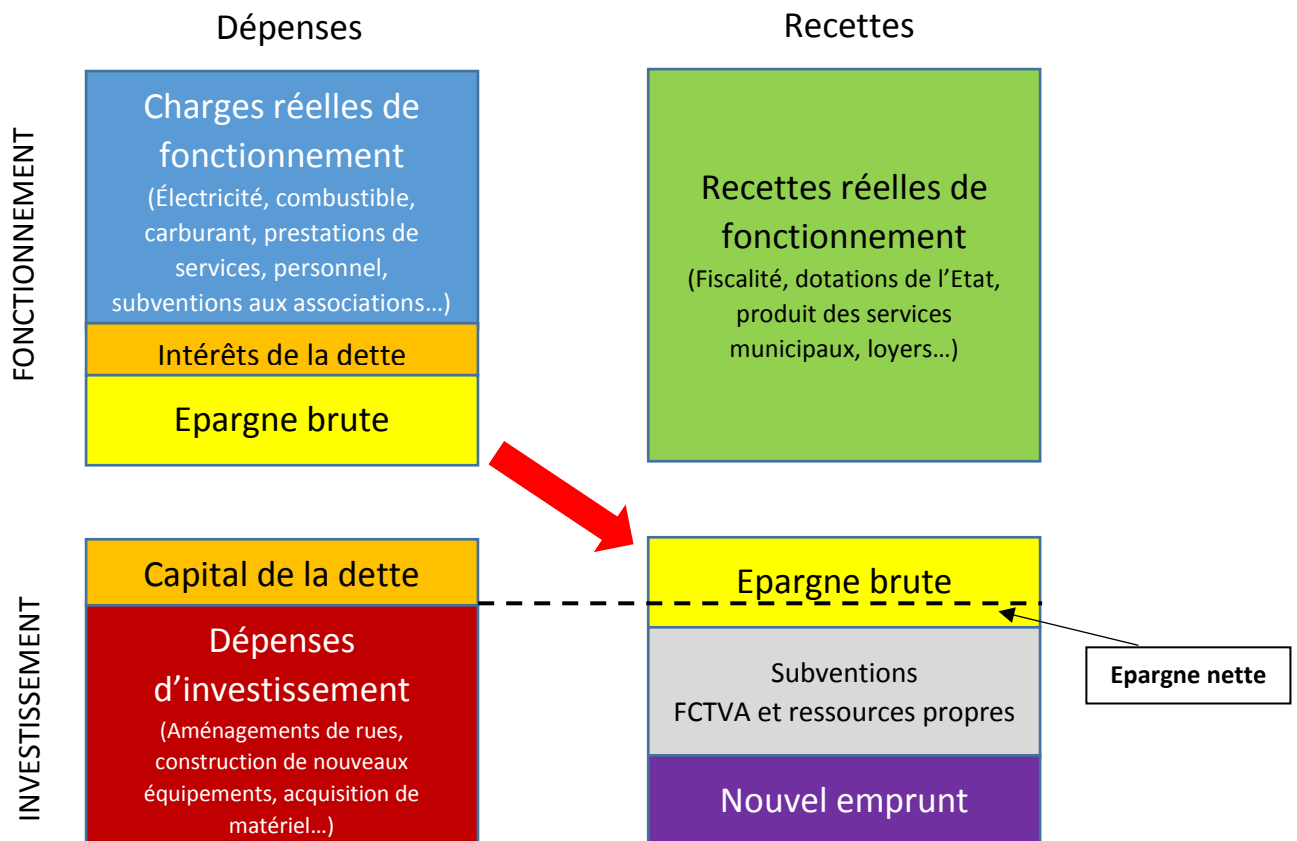 Dépenses
Recettes
FONCTIONNEMENT
Charges réelles de
fonctionnement
(Électricité, combustible,
carburant, prestations de
services, personnel,
subventions aux associations…)
Intérêts de la dette
Epargne brute
Recettes réelles de
fonctionnement
(Fiscalité, dotations de l’Etat,
produit des services
municipaux, loyers…)
INVESTISSEMENT
Capital de la dette
Dépenses
d’investissement
(Aménagements de rues,
construction de nouveaux
équipements, acquisition de
matériel…)
Epargne brute
Subventions
FCTVA et ressources propres
Nouvel emprunt
Epargne nette